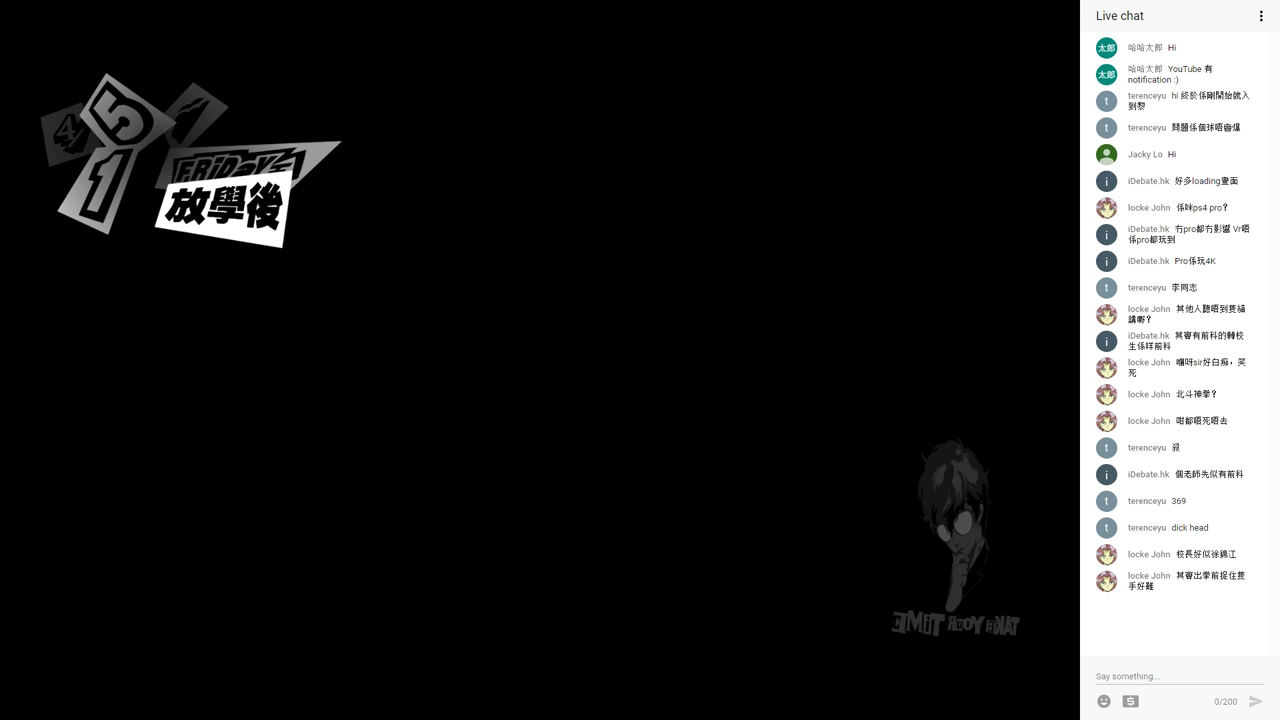 4
5
1
FRiDAY
放學後
TAKE YOUR TiME
Live chat
太郎 哈哈太郎 Hi
太郎 哈哈太郎 YouTube 有
notification :)
t terenceyu hi 終於係剛開始就入
到黎
t terenceyu 問題係個球唔會爆
Jacky Lo Hi
i iDebate.hk 好多loading畫面
locke John 係咪ps4 pro?
i iDebate.hk 冇pro都冇影響 Vr唔
係pro都玩到
i iDebate.hk Pro係玩4K
t terenceyu 李同志
locke John 其他人聽唔到隻貓
講嘢?
i iDebate.hk 其實有前科的轉校
生係咩前科
locke John 嗰呀sir好白痴，笑
死
locke John 北斗神拳?
locke John 咁都唔死唔去
t terenceyu
i iDebate.hk 個老師先似有前科
t terenceyu 369
t terenceyu dick head
locke John 校長好似徐錦江
locke John 其實出拳前捉住隻
手好難
Say something...
0/200